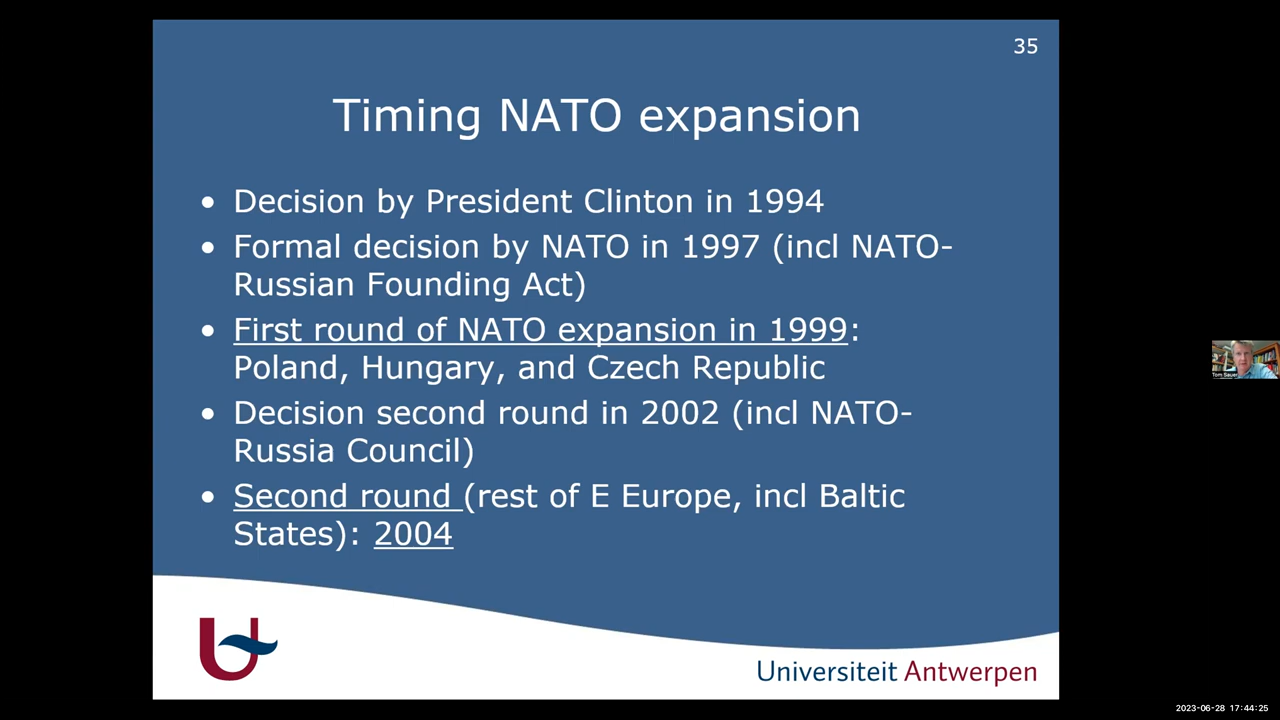 35
Timing NATO expansion
• Decision by President Clinton in 1994
• Formal decision by NATO in 1997 (incl NATO-
Russian Founding Act)
• First round of NATO expansion in 1999:
Poland, Hungary, and Czech Republic
• Decision second round in 2002 (incl NATO-
Russia Council)
• Second round (rest of E Europe, incl Baltic
States): 2004
Tom Sauer
Universiteit Antwerpen
2023-06-28 17:44:25